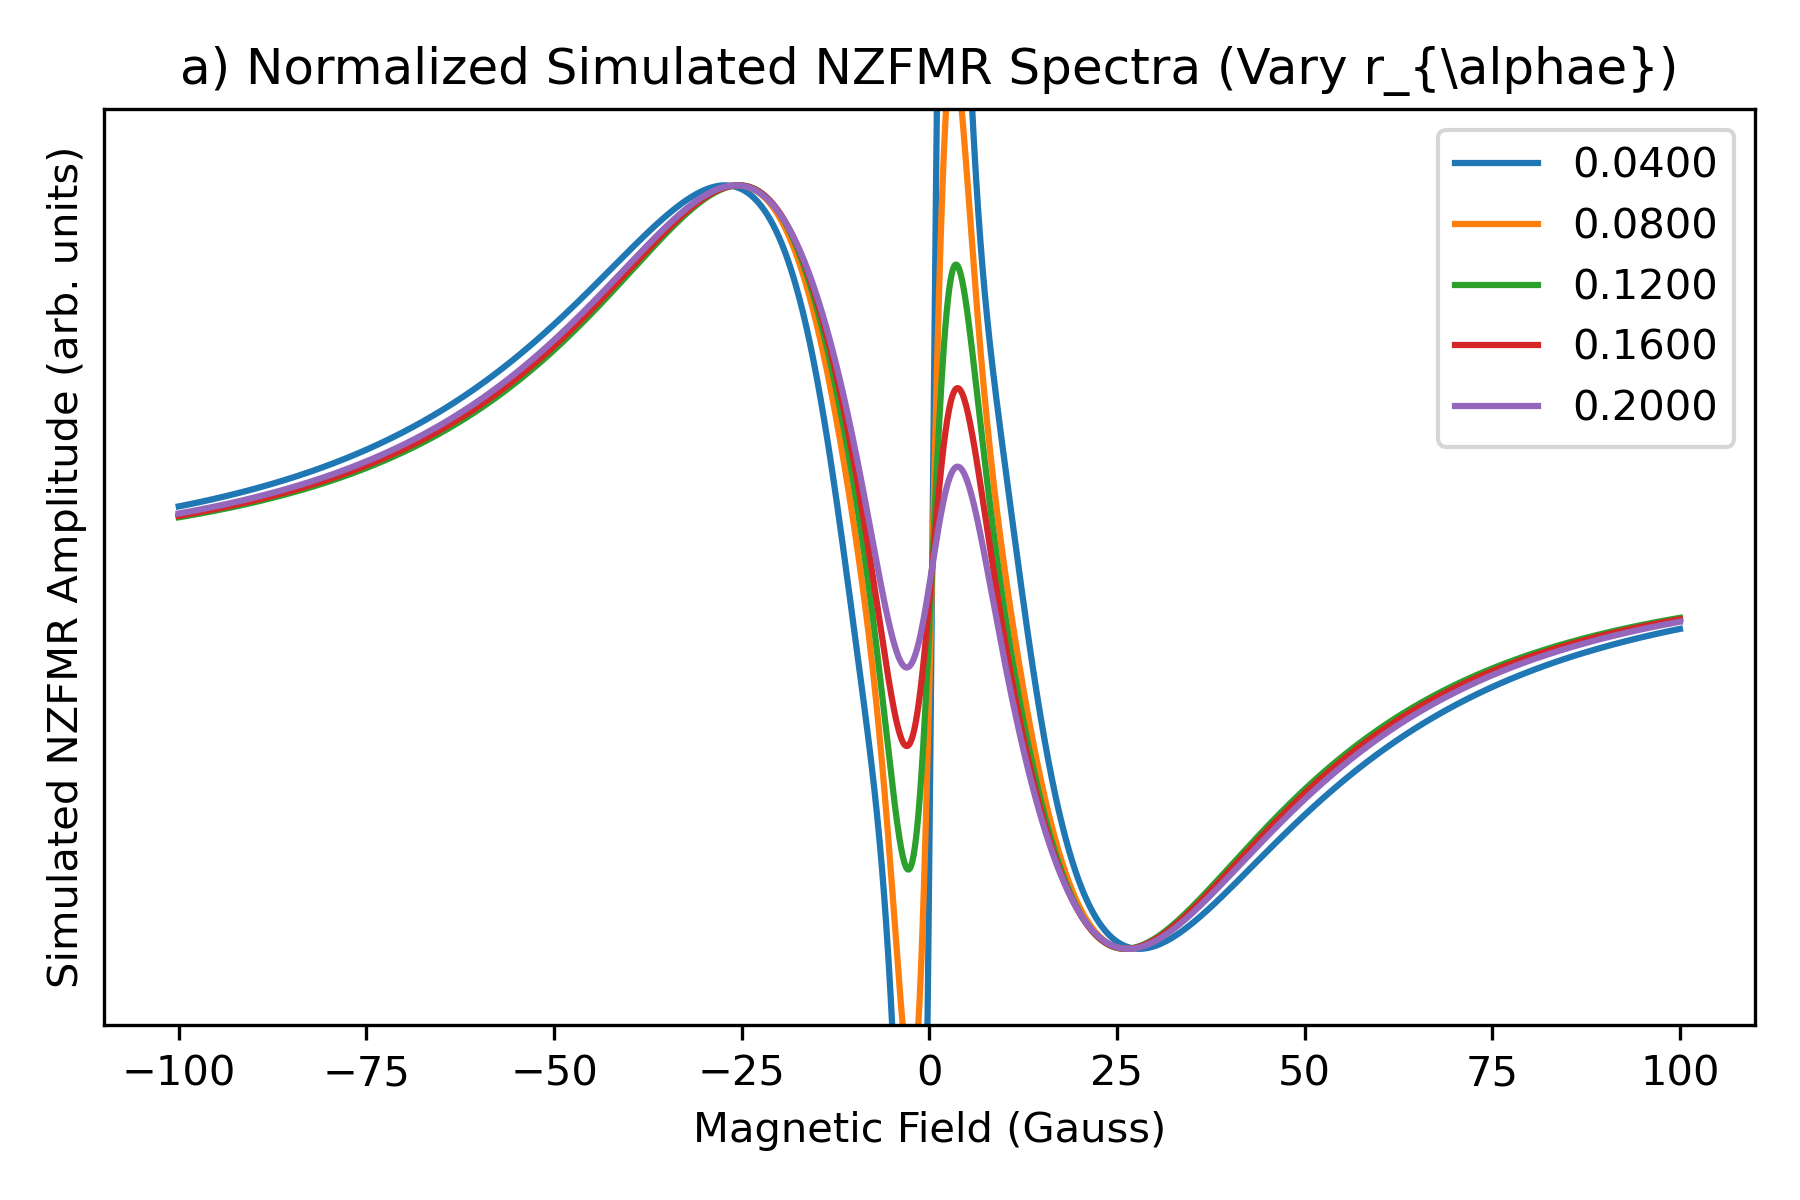 a) Normalized Simulated NZFMR Spectra (Vary r_{\alphae})
Simulated NZFMR Amplitude (arb. units)
0.0400
0.0800
0.1200
0.1600
0.2000
−100 −75 −50 −25 0 25 50 75 100
Magnetic Field (Gauss)